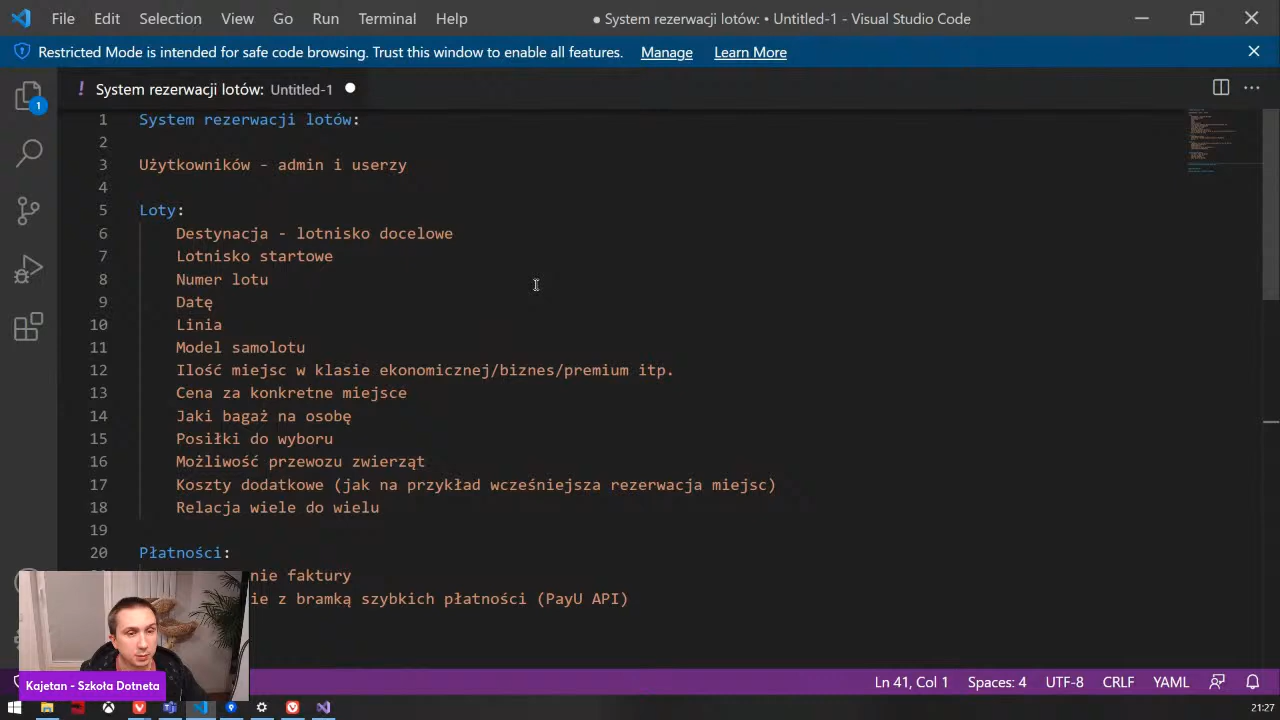 File Edit Selection View Go Run Terminal Help ● System rezerwacji lotów: • Untitled-1 - Visual Studio Code
Restricted Mode is intended for safe code browsing. Trust this window to enable all features. Manage Learn More
1
! System rezerwacji lotów: Untitled-1
1 System rezerwacji lotów:
2
3 Użytkowników - admin i userzy
4
5 Loty:
6 Destynacja - lotnisko docelowe
7 Lotnisko startowe
8 Numer lotu
9 Datę
10 Linia
11 Model samolotu
12 Ilość miejsc w klasie ekonomicznej/biznes/premium itp.
13 Cena za konkretne miejsce
14 Jaki bagaż na osobę
15 Posiłki do wyboru
16 Możliwość przewozu zwierząt
17 Koszty dodatkowe (jak na przykład wcześniejsza rezerwacja miejsc)
18 Relacja wiele do wielu
19
20 Płatności:
nie faktury
ie z bramką szybkich płatności (PayU API)
Kajetan - Szkoła Dotneta
Ln 41, Col 1 Spaces: 4 UTF-8 CRLF YAML
21:27